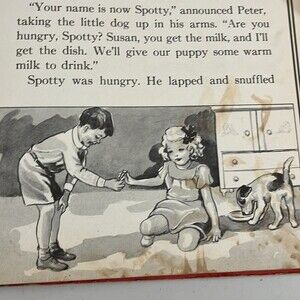 "Your name is now Spotty," announced Peter,
taking the little dog up in his arms. "Are you
hungry, Spotty? Susan, you get the milk, and I'll
get the dish. We'll give our puppy some warm
milk to drink."
Spotty was hungry. He lapped and snuffled